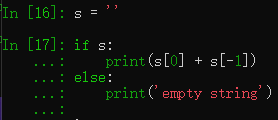 In [16]: s = ''
In [17]: if s:
    ...:     print(s[0] + s[-1])
    ...: else:
    ...:     print('empty string')
    ...: